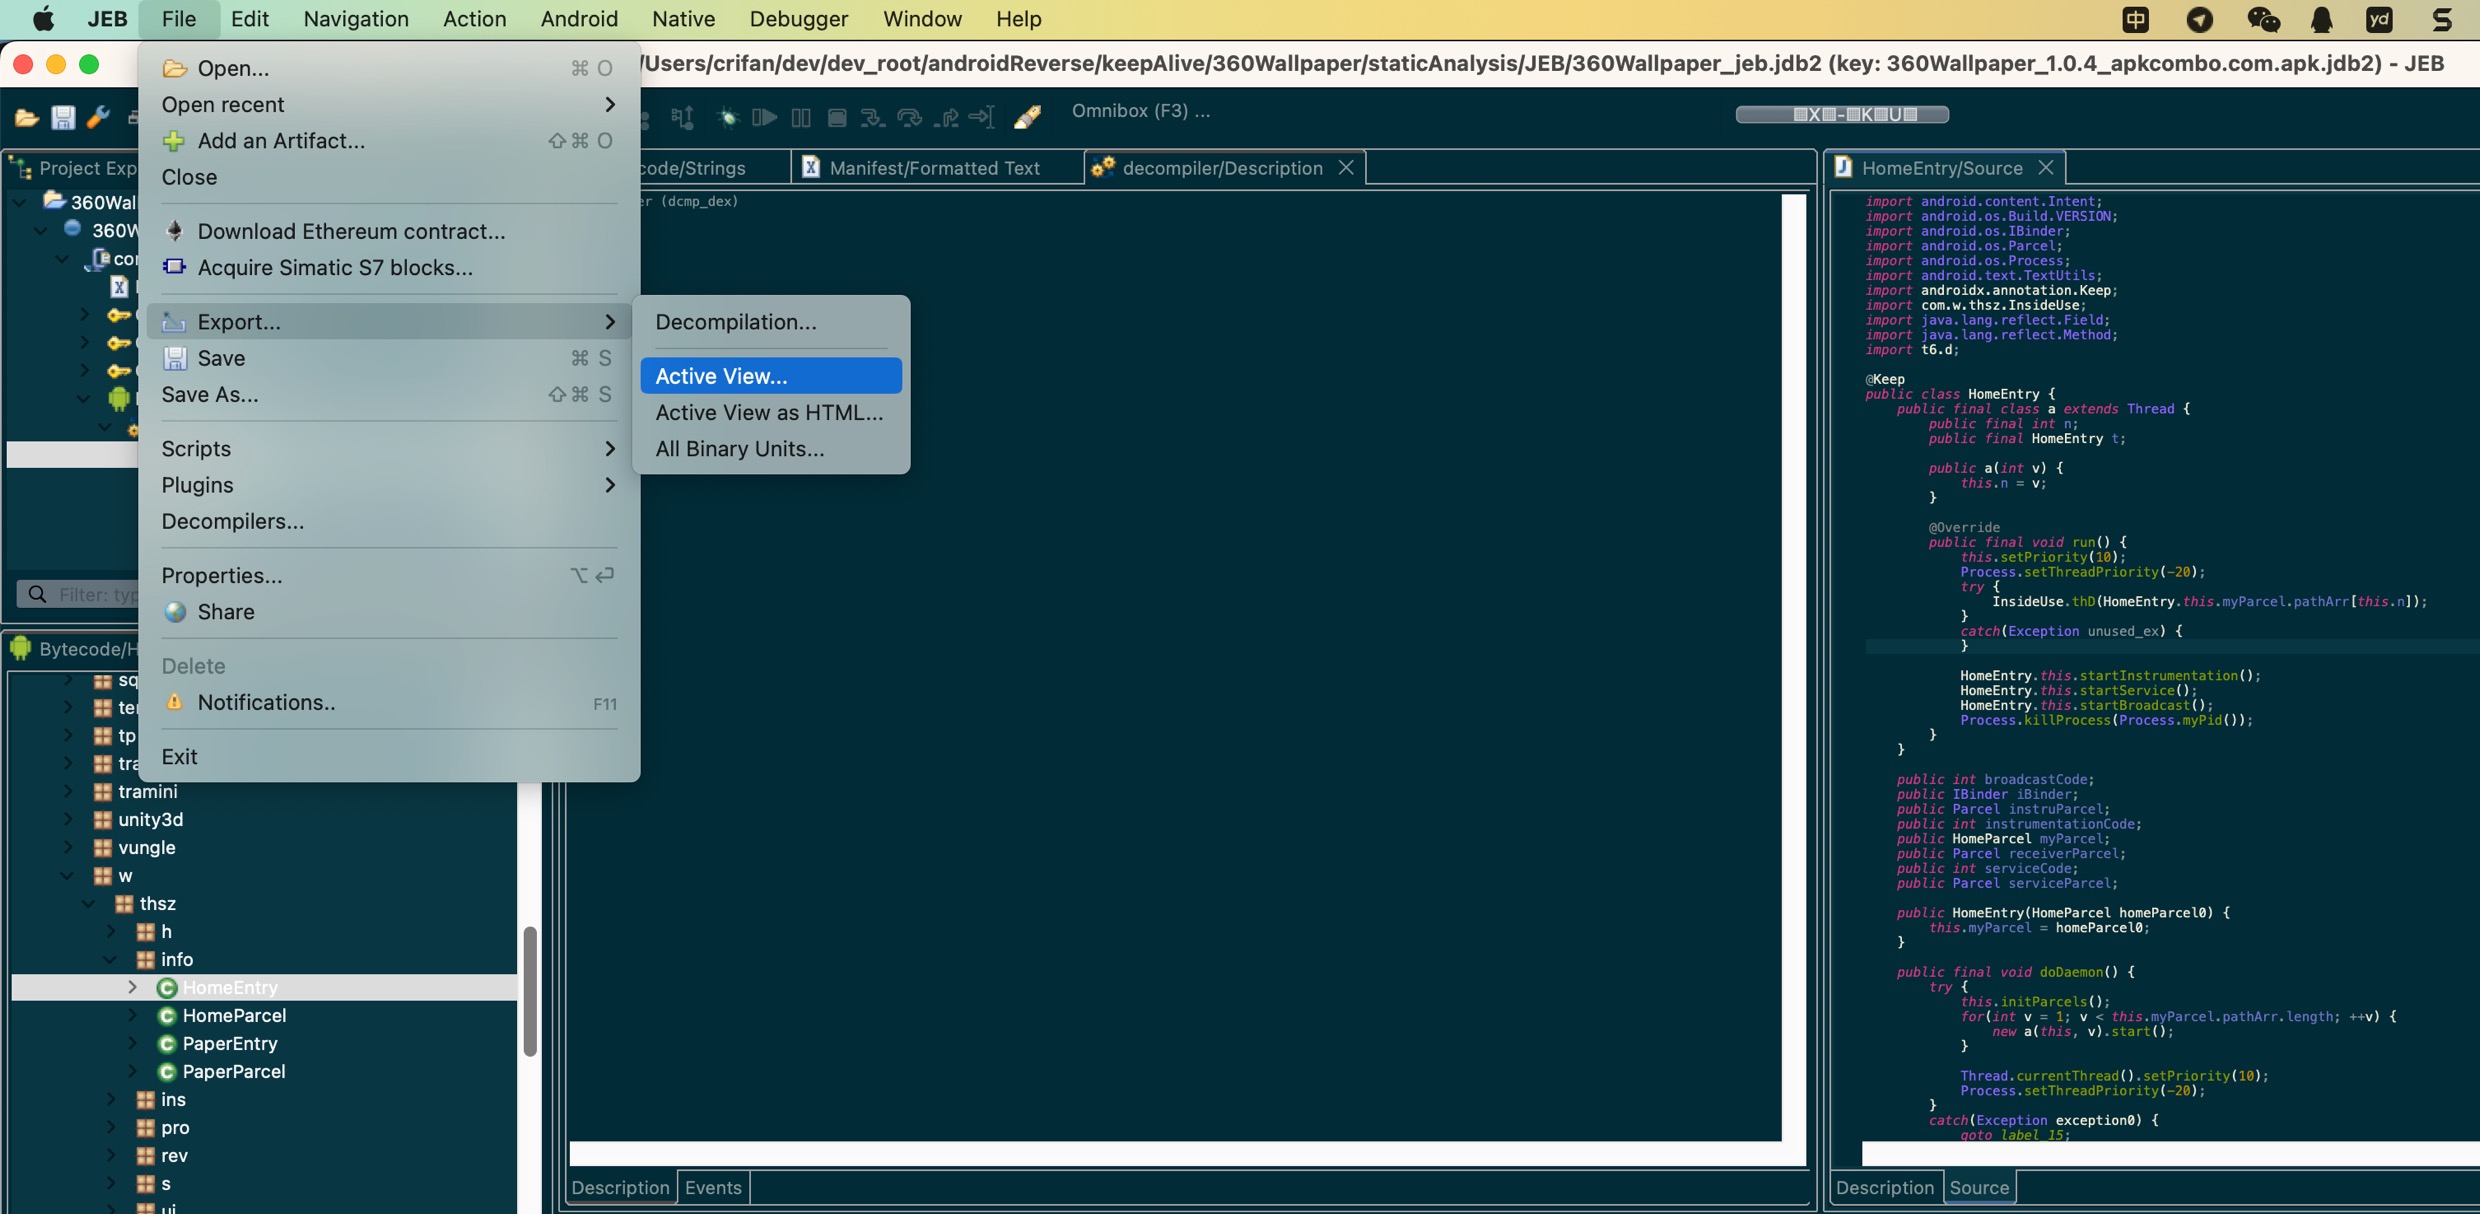 JEB File Edit Navigation Action Android Native Debugger Window Help
中 yd
/Users/crifan/dev/dev_root/androidReverse/keepAlive/360Wallpaper/staticAnalysis/JEB/360Wallpaper_jeb.jdb2 (key: 360Wallpaper_1.0.4_apkcombo.com.apk.jdb2) - JEB
Omnibox (F3) ...
Open... ⌘ O
Open recent
Add an Artifact... ⇧⌘ O
Close
Download Ethereum contract...
Acquire Simatic S7 blocks...
Export...
Save ⌘ S
Save As... ⇧⌘ S
Scripts
Plugins
Decompilers...
Properties... ⌥ ↩
Share
Delete
Notifications.. F11
Exit
Decompilation...
Active View...
Active View as HTML...
All Binary Units...
Project Exp
360Wal
360W
co
Filter: typ
Bytecode/H
sq
te
tp
tra
tramini
unity3d
vungle
w
thsz
h
info
HomeEntry
HomeParcel
PaperEntry
PaperParcel
ins
pro
rev
s
ui
code/Strings
Manifest/Formatted Text
decompiler/Description
er (dcmp_dex)
Description Events
HomeEntry/Source
import android.content.Intent;
import android.os.Build.VERSION;
import android.os.IBinder;
import android.os.Parcel;
import android.os.Process;
import android.text.TextUtils;
import androidx.annotation.Keep;
import com.w.thsz.InsideUse;
import java.lang.reflect.Field;
import java.lang.reflect.Method;
import t6.d;
@Keep
public class HomeEntry {
public final class a extends Thread {
public final int n;
public final HomeEntry t;
public a(int v) {
this.n = v;
}
@Override
public final void run() {
this.setPriority(10);
Process.setThreadPriority(-20);
try {
InsideUse.thD(HomeEntry.this.myParcel.pathArr[this.n]);
}
catch(Exception unused_ex) {
}
HomeEntry.this.startInstrumentation();
HomeEntry.this.startService();
HomeEntry.this.startBroadcast();
Process.killProcess(Process.myPid());
}
}
public int broadcastCode;
public IBinder iBinder;
public Parcel instruParcel;
public int instrumentationCode;
public HomeParcel myParcel;
public Parcel receiverParcel;
public int serviceCode;
public Parcel serviceParcel;
public HomeEntry(HomeParcel homeParcel0) {
this.myParcel = homeParcel0;
}
public final void doDaemon() {
try {
this.initParcels();
for(int v = 1; v < this.myParcel.pathArr.length; ++v) {
new a(this, v).start();
}
Thread.currentThread().setPriority(10);
Process.setThreadPriority(-20);
}
catch(Exception exception0) {
goto label_15;
Description Source